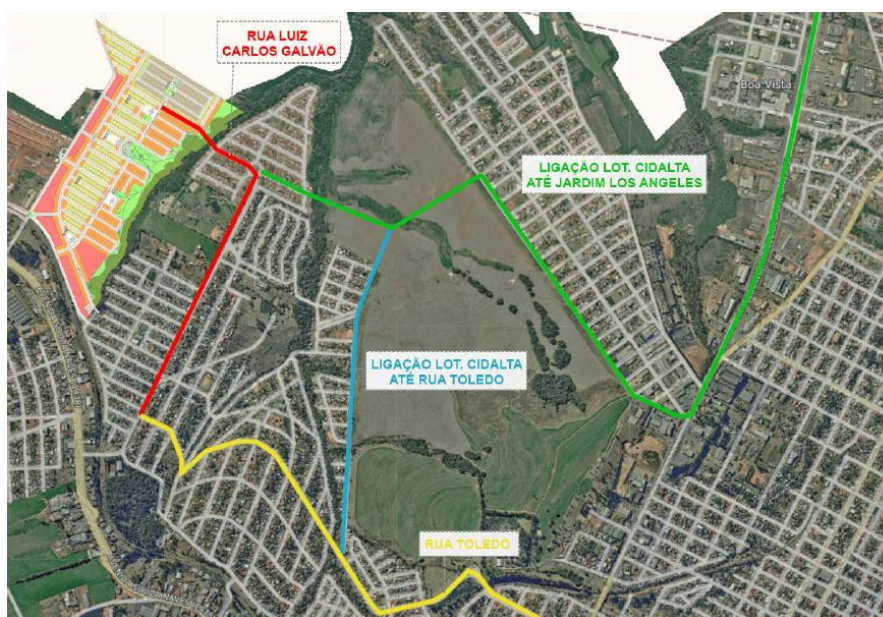 RUA LUIZ
CARLOS GALVÃO
Boa Vista
LIGAÇÃO LOT. CIDALTA
ATÉ JARDIM LOS ANGELES
LIGAÇÃO LOT. CIDALTA
ATÉ RUA TOLEDO
RUA TOLEDO